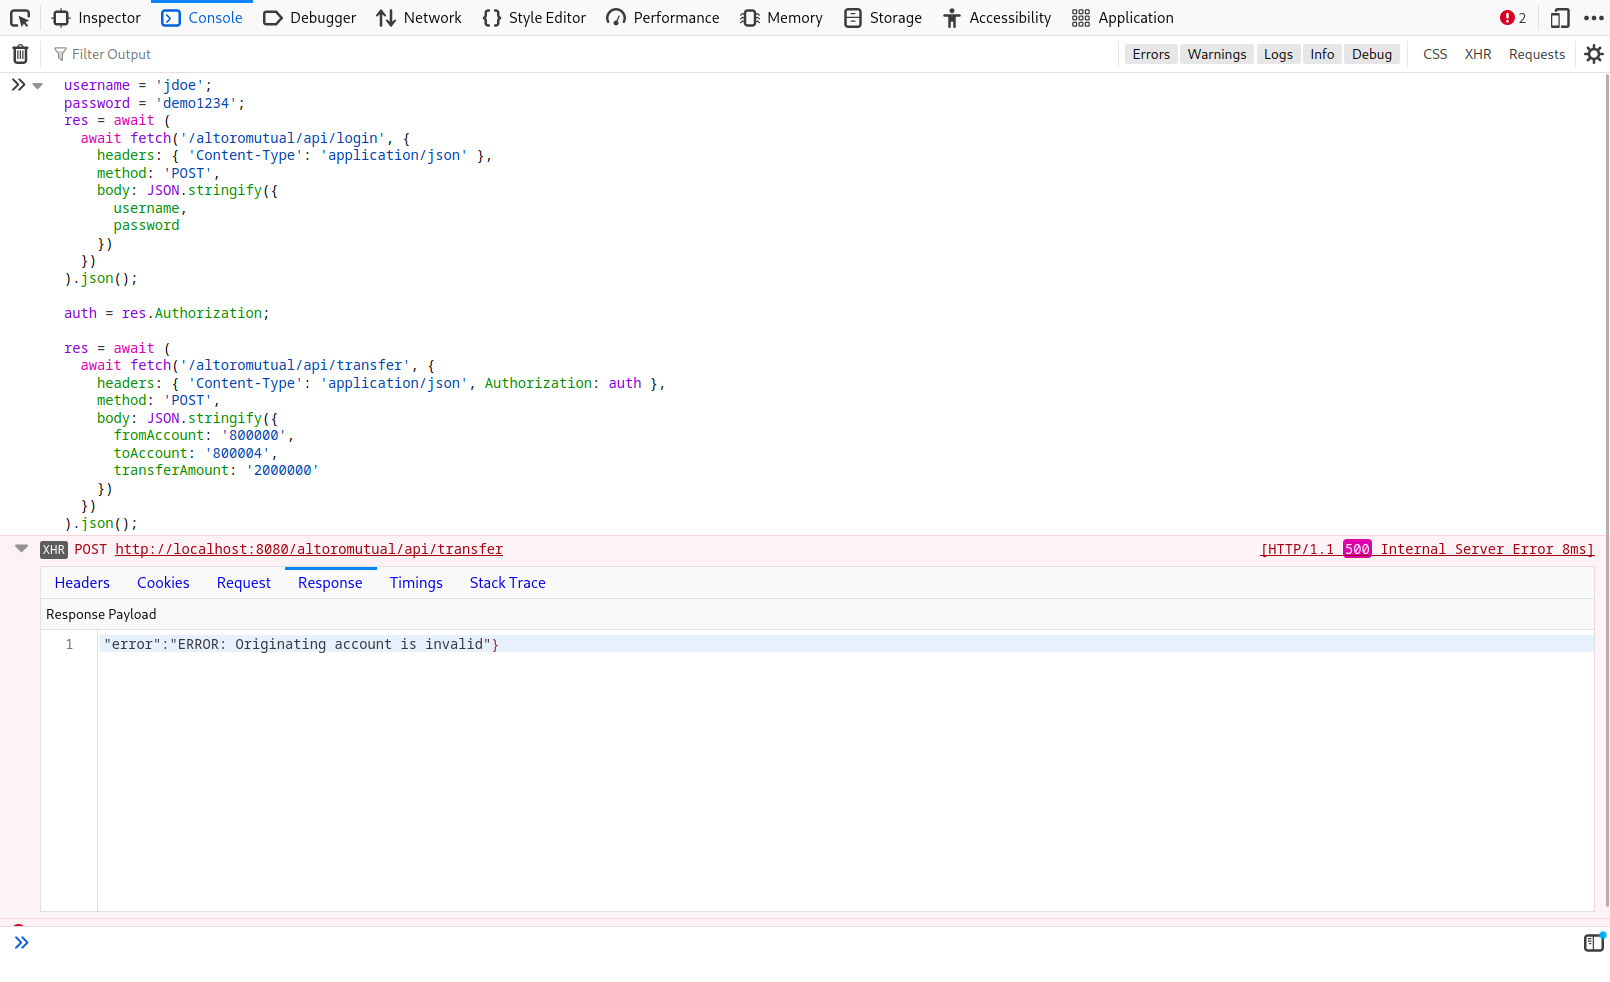 Inspector Console Debugger Network Style Editor Performance Memory Storage Accessibility Application 2
Filter Output Errors Warnings Logs Info Debug CSS XHR Requests
username = 'jdoe';
password = 'demo1234';
res = await (
  await fetch('/altoromutual/api/login', {
    headers: { 'Content-Type': 'application/json' },
    method: 'POST',
    body: JSON.stringify({
      username,
      password
    })
  })
).json();
auth = res.Authorization;
res = await (
  await fetch('/altoromutual/api/transfer', {
    headers: { 'Content-Type': 'application/json', Authorization: auth },
    method: 'POST',
    body: JSON.stringify({
      fromAccount: '800000',
      toAccount: '800004',
      transferAmount: '2000000'
    })
  })
).json();
XHR POST http://localhost:8080/altoromutual/api/transfer [HTTP/1.1 500 Internal Server Error 8ms]
Headers Cookies Request Response Timings Stack Trace
Response Payload
1 "error":"ERROR: Originating account is invalid"}